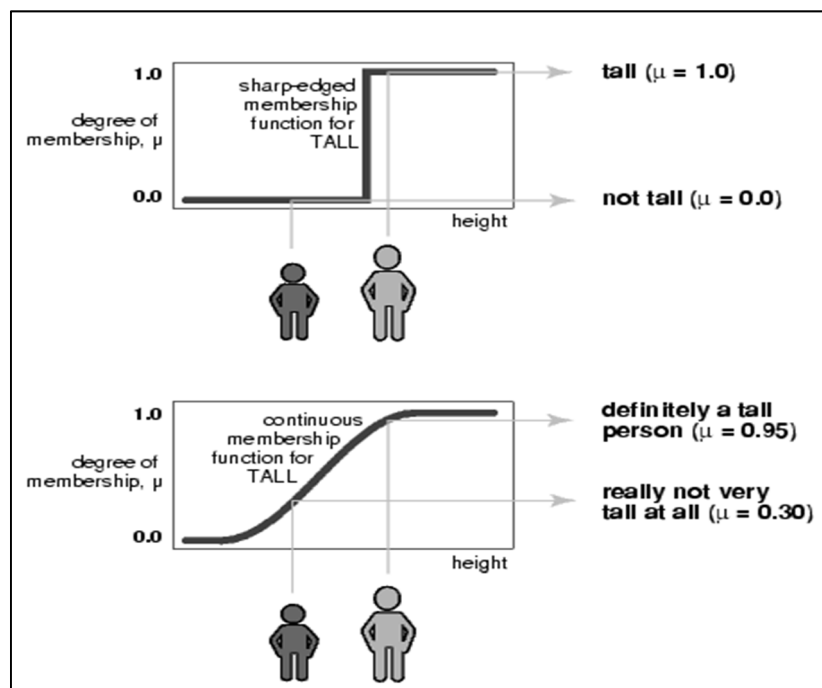 1.0
sharp-edged
membership
function for
TALL
degree of
membership, μ
0.0
height
tall (μ = 1.0)
not tall (μ = 0.0)
1.0
continuous
membership
function for
TALL
degree of
membership, μ
0.0
height
definitely a tall
person (μ = 0.95)
really not very
tall at all (μ = 0.30)